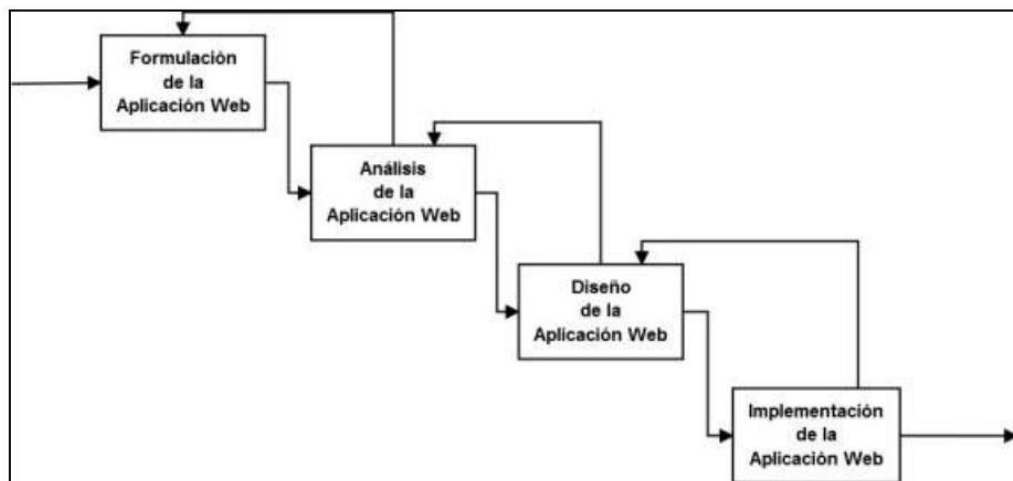 Formulación
de la
Aplicación Web
Análisis
de la
Aplicación Web
Diseño
de la
Aplicación Web
Implementación
de la
Aplicación Web